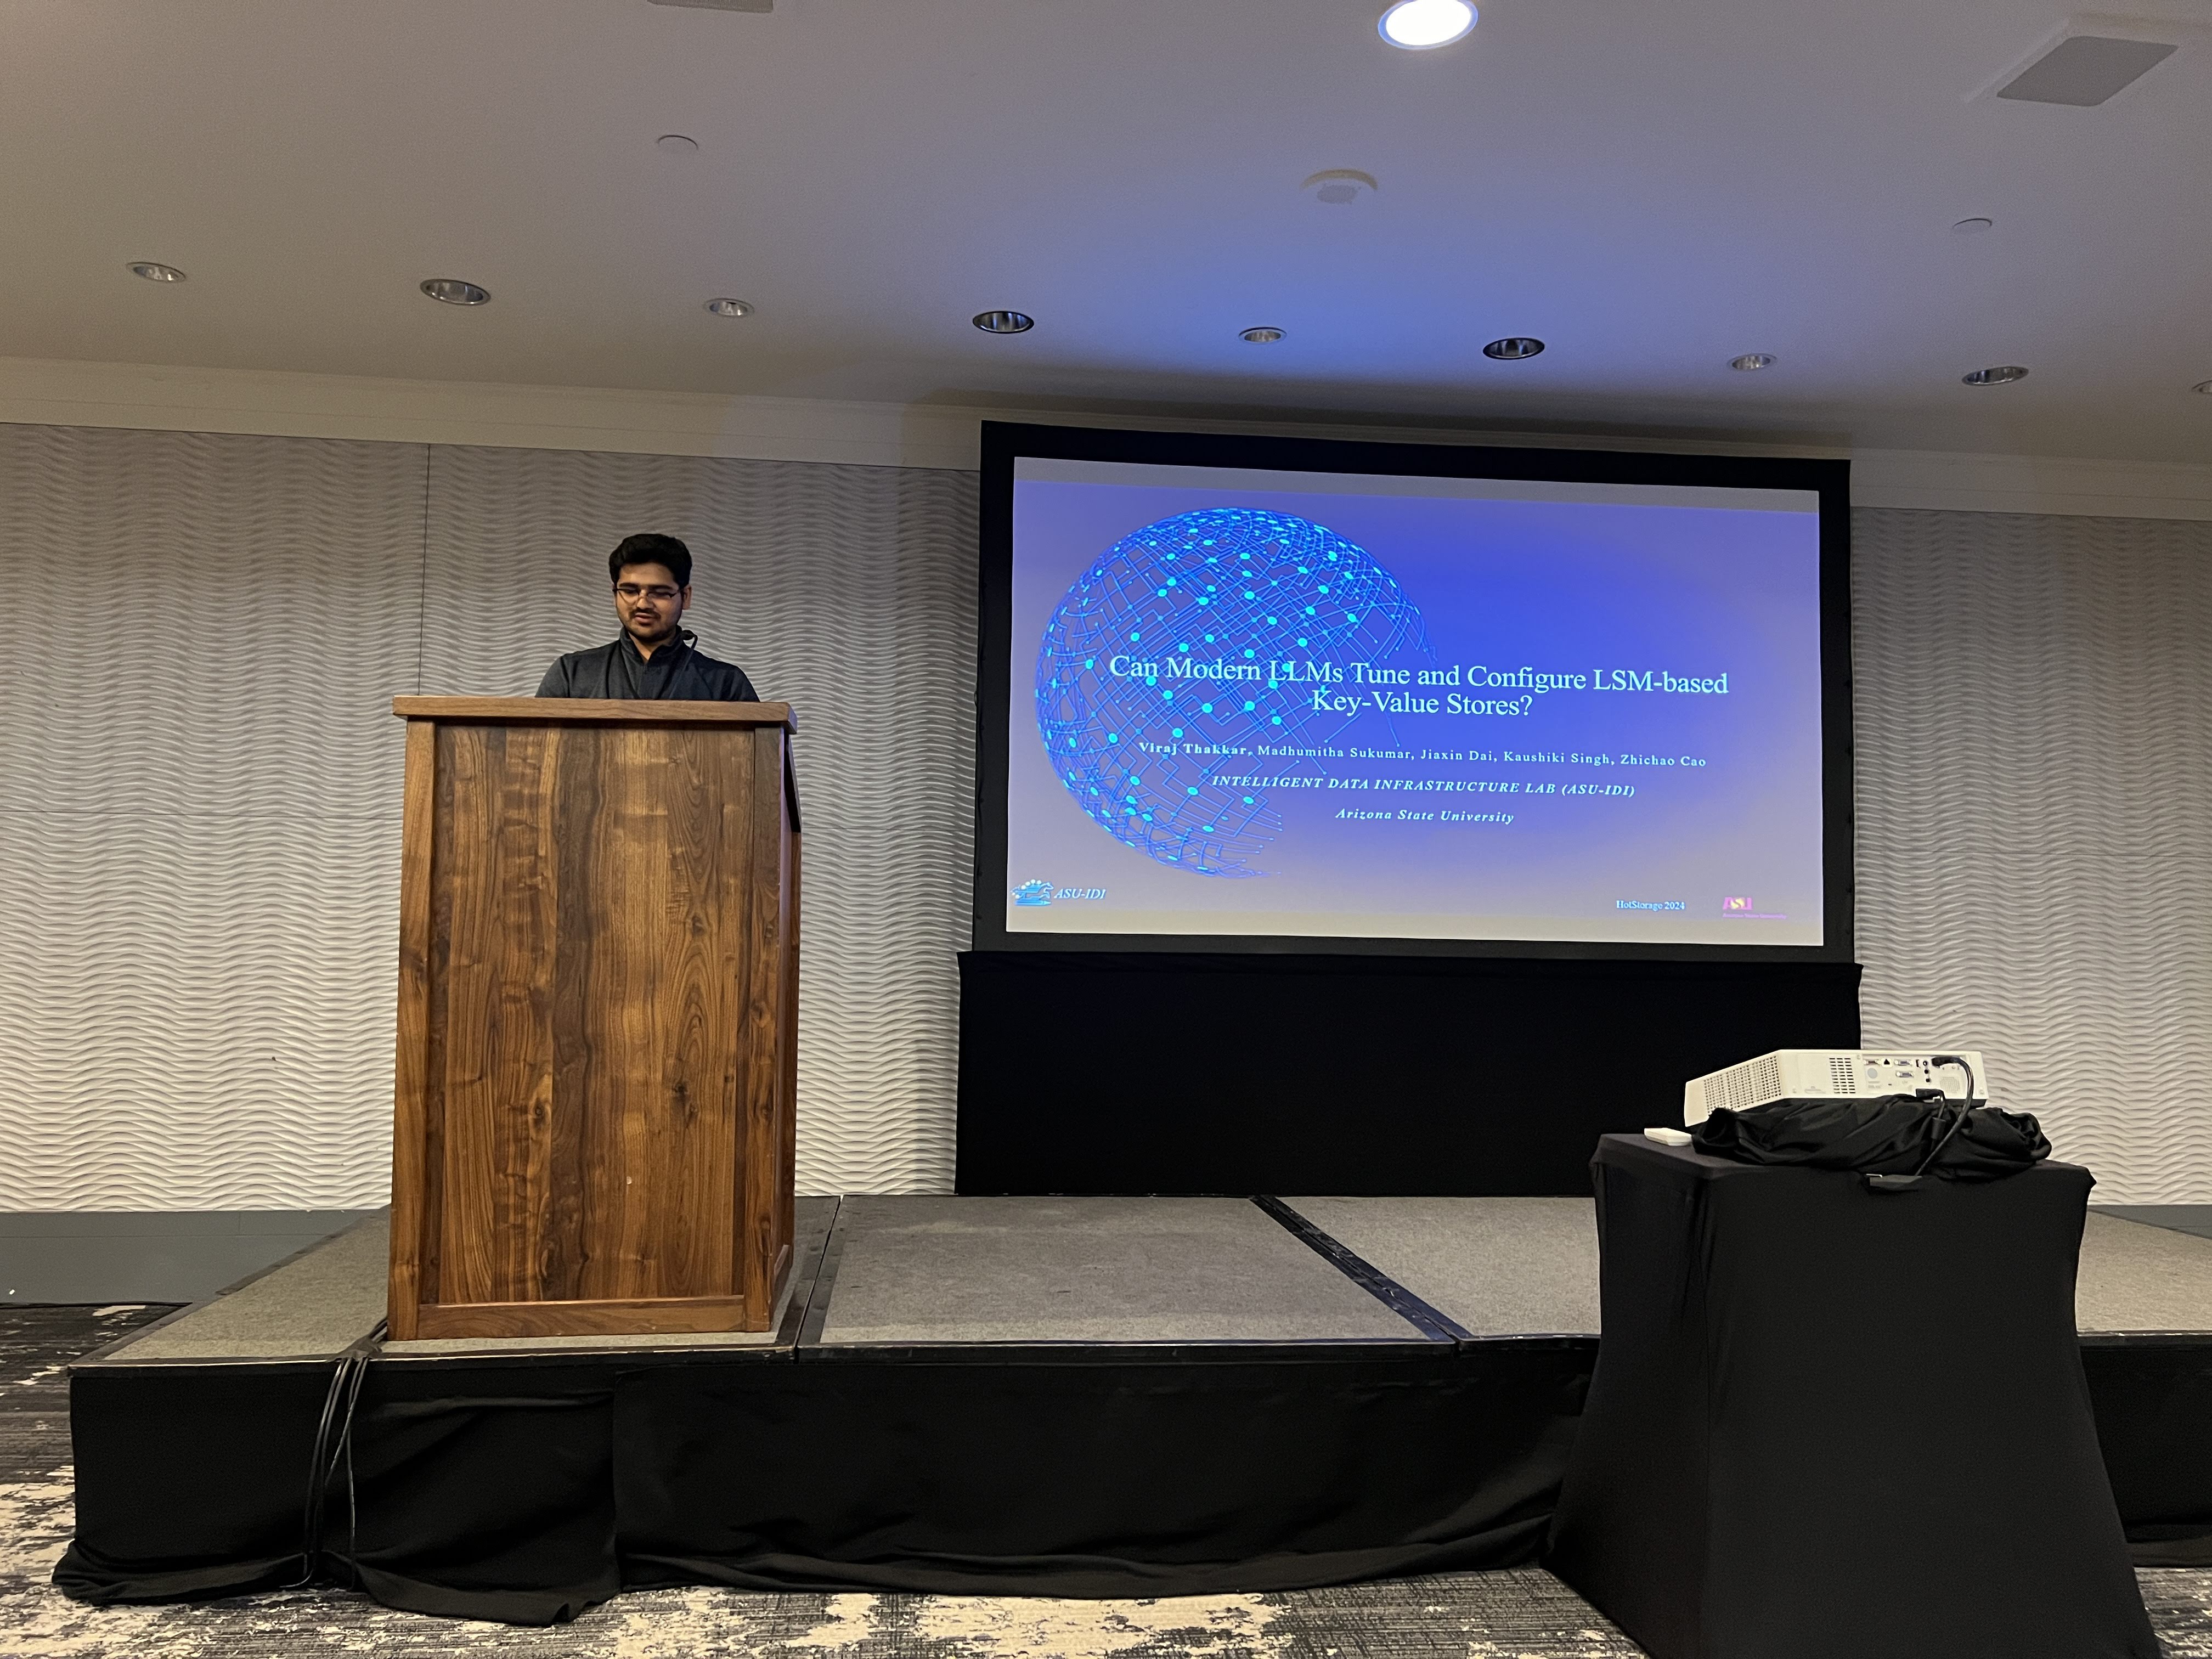 Can Modern LLMs Tune and Configure LSM-based
Key-Value Stores?
Viraj Thakkar, Madhumitha Sukumar, Jiaxin Dai, Kaushiki Singh, Zhichao Cao
INTELLIGENT DATA INFRASTRUCTURE LAB (ASU-IDI)
Arizona State University
ASU-IDI
HotStorage 2024
ASU